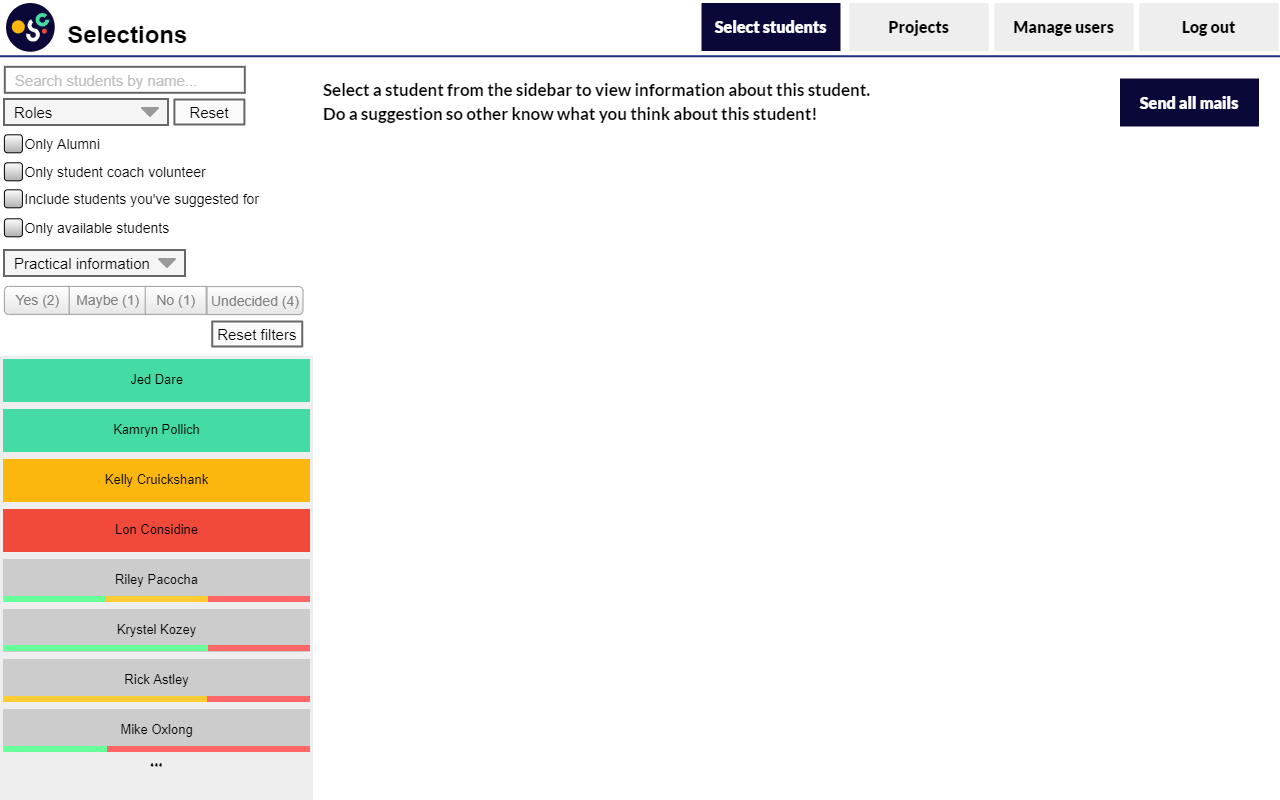 OSC
Selections
Select students
Projects
Manage users
Log out
Search students by name...
Roles
Reset
Only Alumni
Only student coach volunteer
Include students you've suggested for
Only available students
Practical information
Yes (2)
Maybe (1)
No (1)
Undecided (4)
Reset filters
Jed Dare
Kamryn Pollich
Kelly Cruickshank
Lon Considine
Riley Pacocha
Krystel Kozey
Rick Astley
Mike Oxlong
...
Select a student from the sidebar to view information about this student.
Do a suggestion so other know what you think about this student!
Send all mails